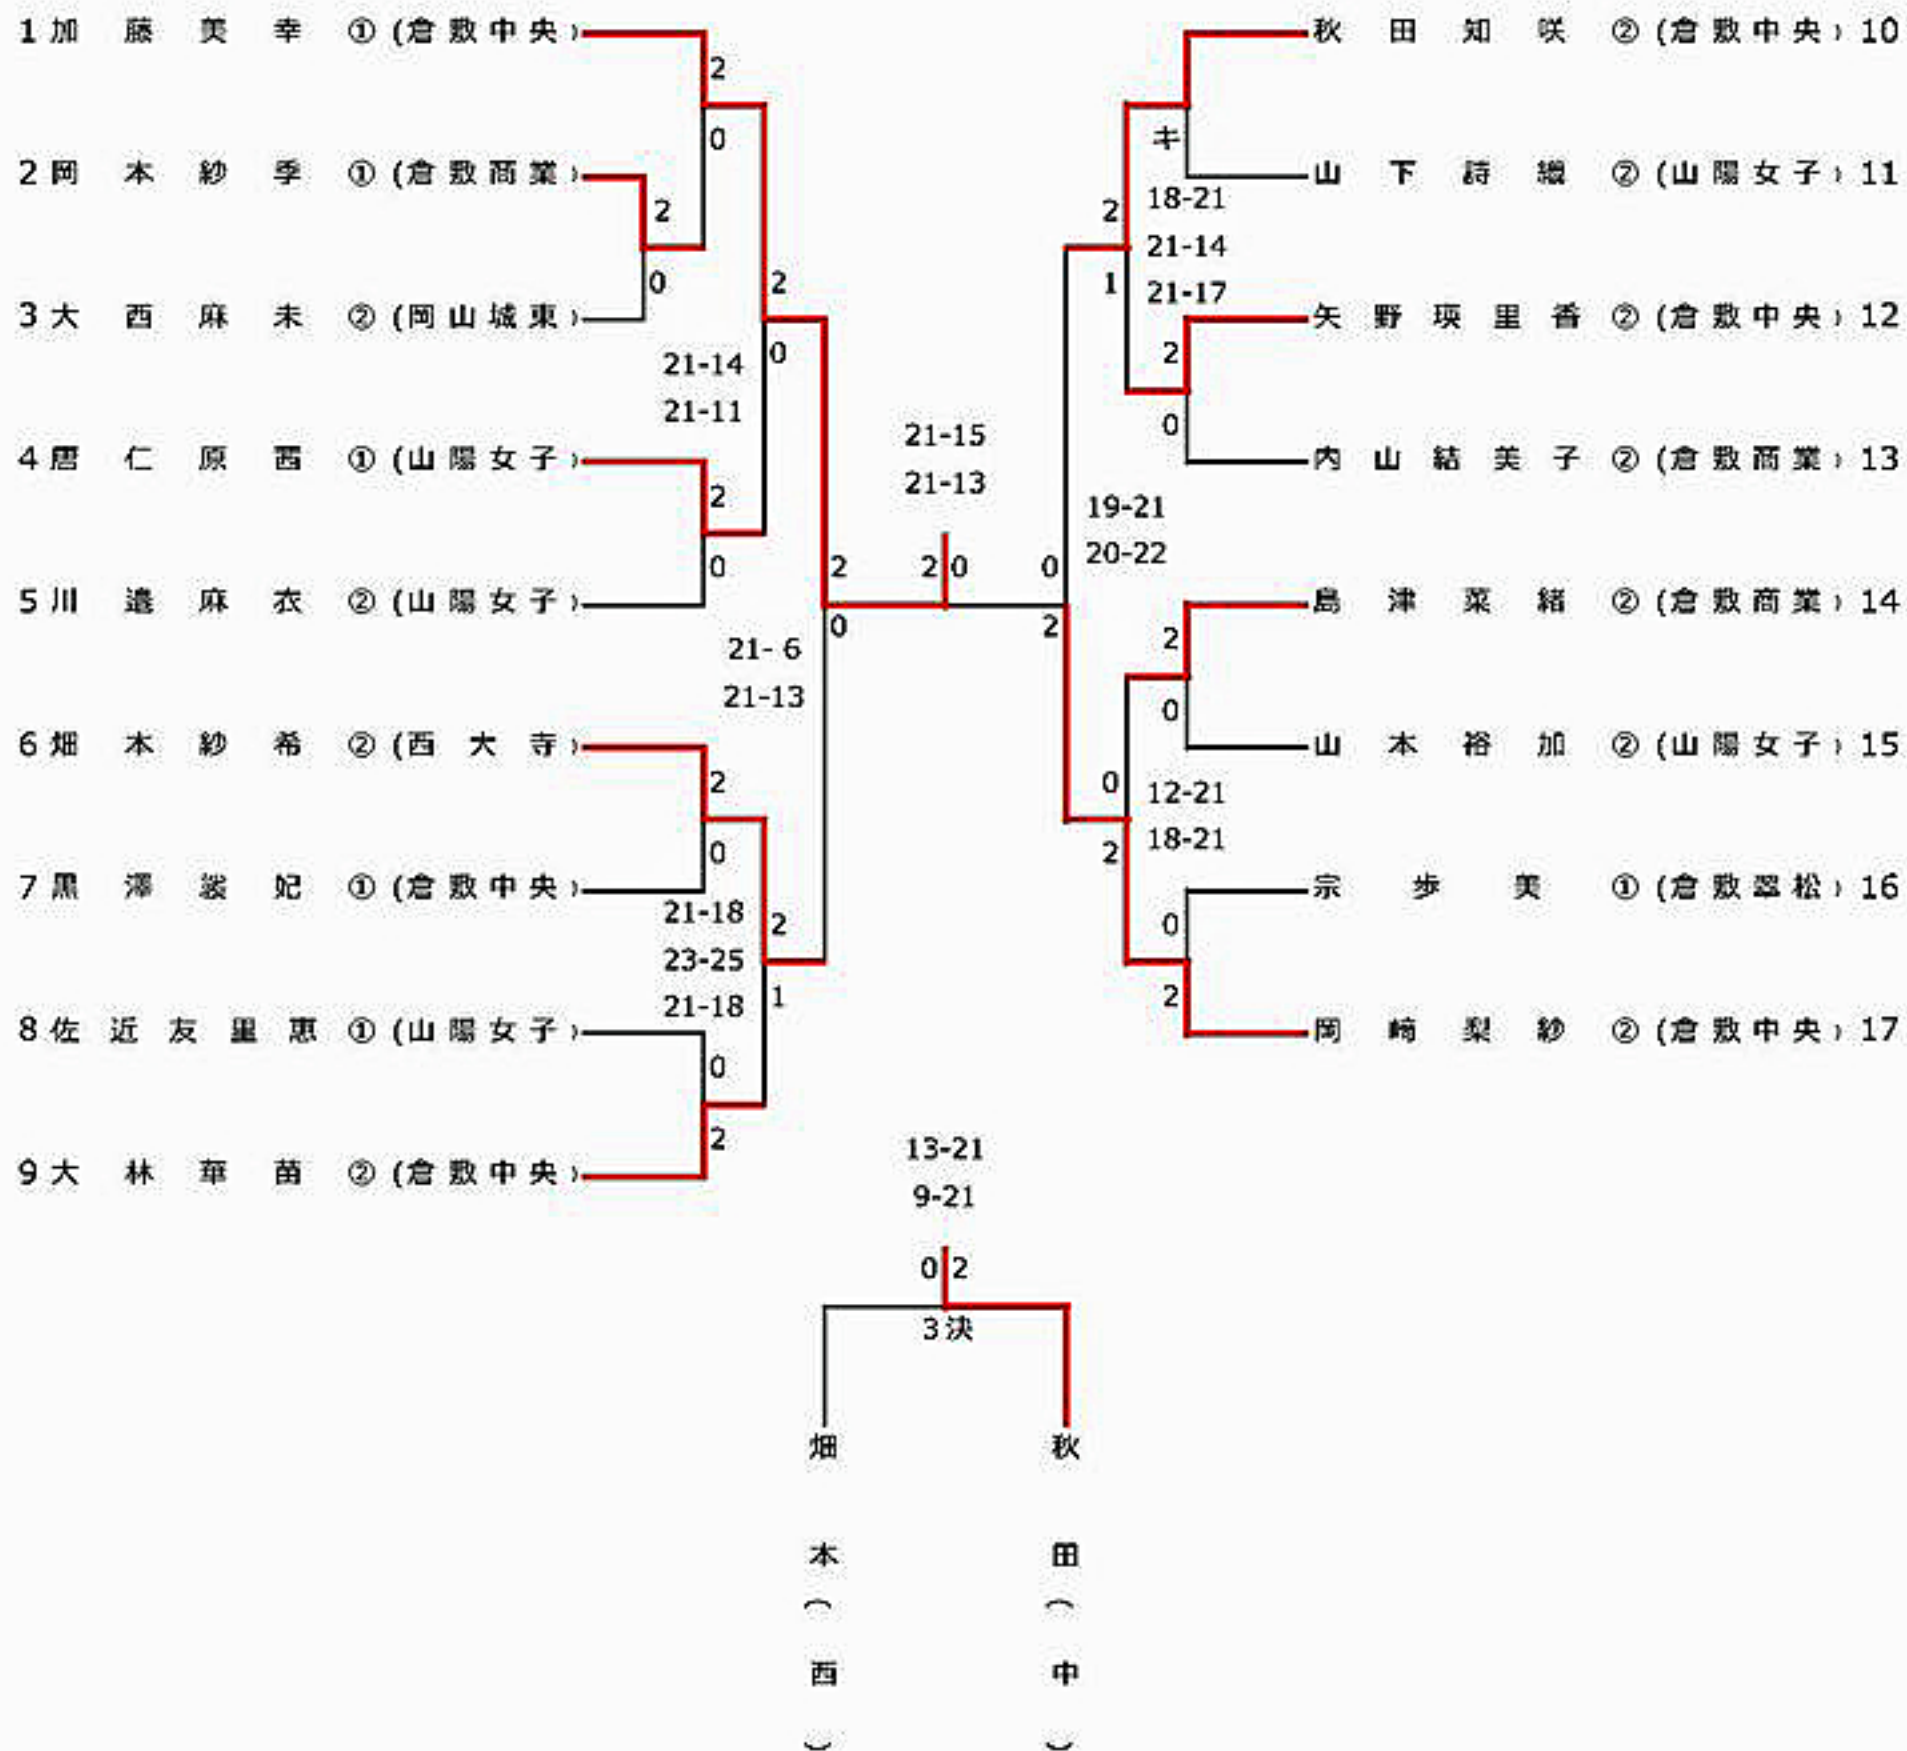 1 加藤美幸 ① (倉敷中央)
2
0
2 岡本紗季 ① (倉敷商業)
2
0
3 大西麻未 ② (岡山城東)
2
0
21-14
21-11
4 唐仁原茜 ① (山陽女子)
2
0
5 川邉麻衣 ② (山陽女子)
2
0
21- 6
21-13
6 畑本紗希 ② (西大寺)
2
0
7 黒澤 妃 ① (倉敷中央)
21-18
23-25
21-18
2
1
8 佐近友里恵 ① (山陽女子)
0
2
9 大林華苗 ② (倉敷中央)
21-15
21-13
2 0
秋田知咲 ② (倉敷中央) 10
キ
山下詩織 ② (山陽女子) 11
2
1
18-21
21-14
21-17
矢野瑛里香 ② (倉敷中央) 12
2
0
内山結美子 ② (倉敷商業) 13
19-21
20-22
0
2
島津菜緒 ② (倉敷商業) 14
2
0
山本裕加 ② (山陽女子) 15
0
2
12-21
18-21
宗歩美 ① (倉敷翠松) 16
0
2
岡崎梨紗 ② (倉敷中央) 17
13-21
9-21
0 2
3決
畑本(西)
秋田(中)